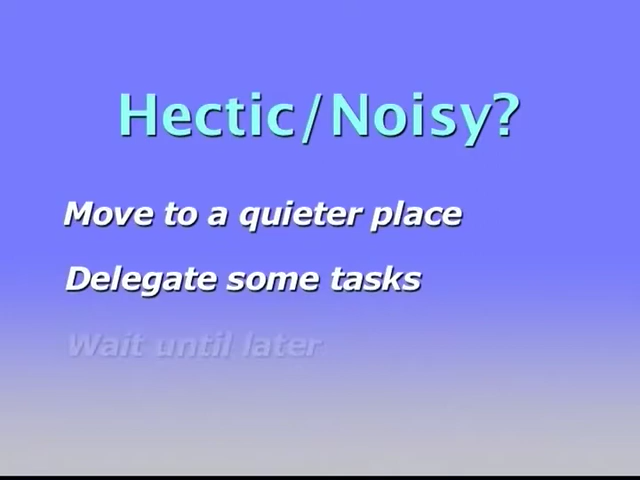 Hectic/Noisy?
Move to a quieter place
Delegate some tasks
Wait until later